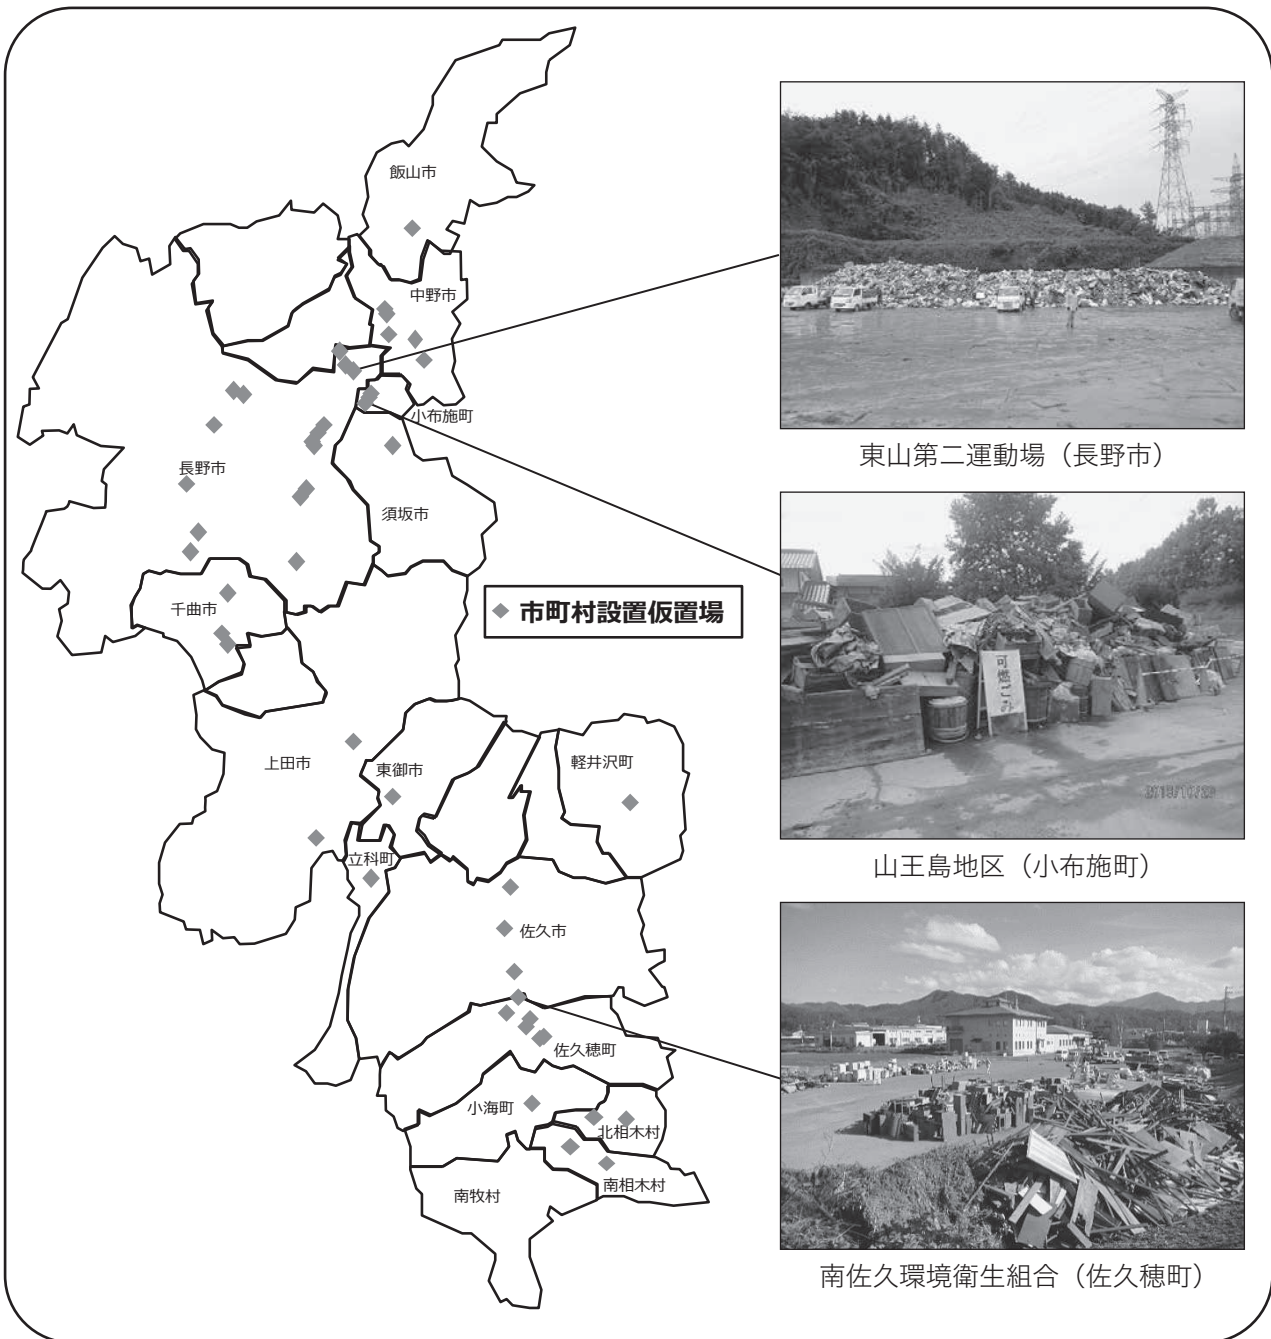 飯山市
中野市
小布施町
長野市
須坂市
千曲市
市町村設置仮置場
上田市
東御市
軽井沢町
立科町
佐久市
佐久穂町
小海町
北相木村
南相木村
南牧村
東山第二運動場（長野市）
可燃ごみ
山王島地区（小布施町）
南佐久環境衛生組合（佐久穂町）